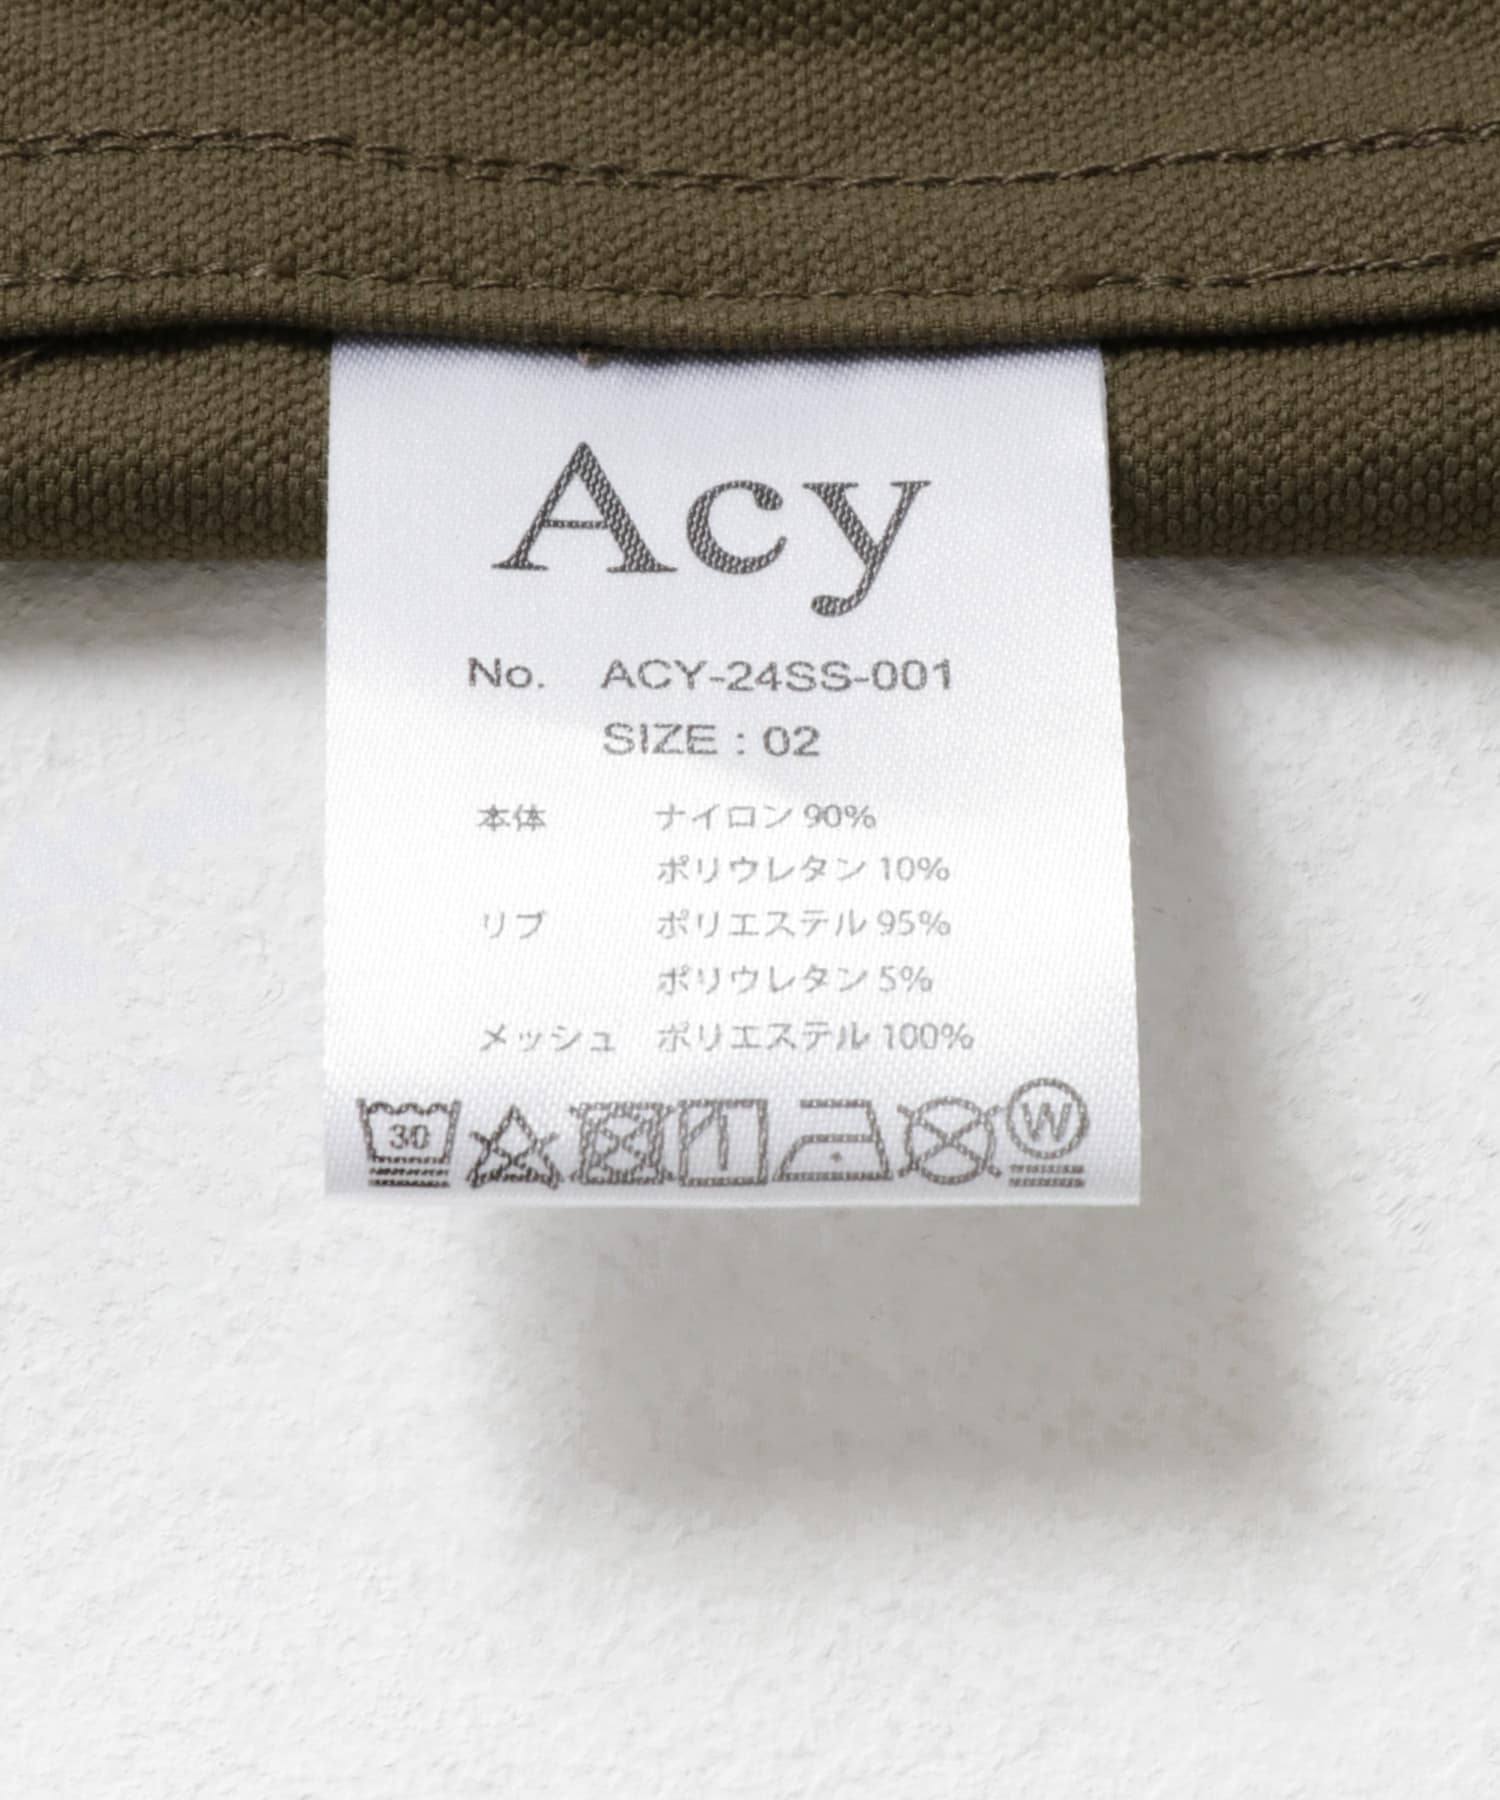 Acy
No. ACY-24SS-001
SIZE : 02
本体 ナイロン 90%
ポリウレタン 10%
リブ ポリエステル 95%
ポリウレタン 5%
メッシュ ポリエステル 100%
30 W